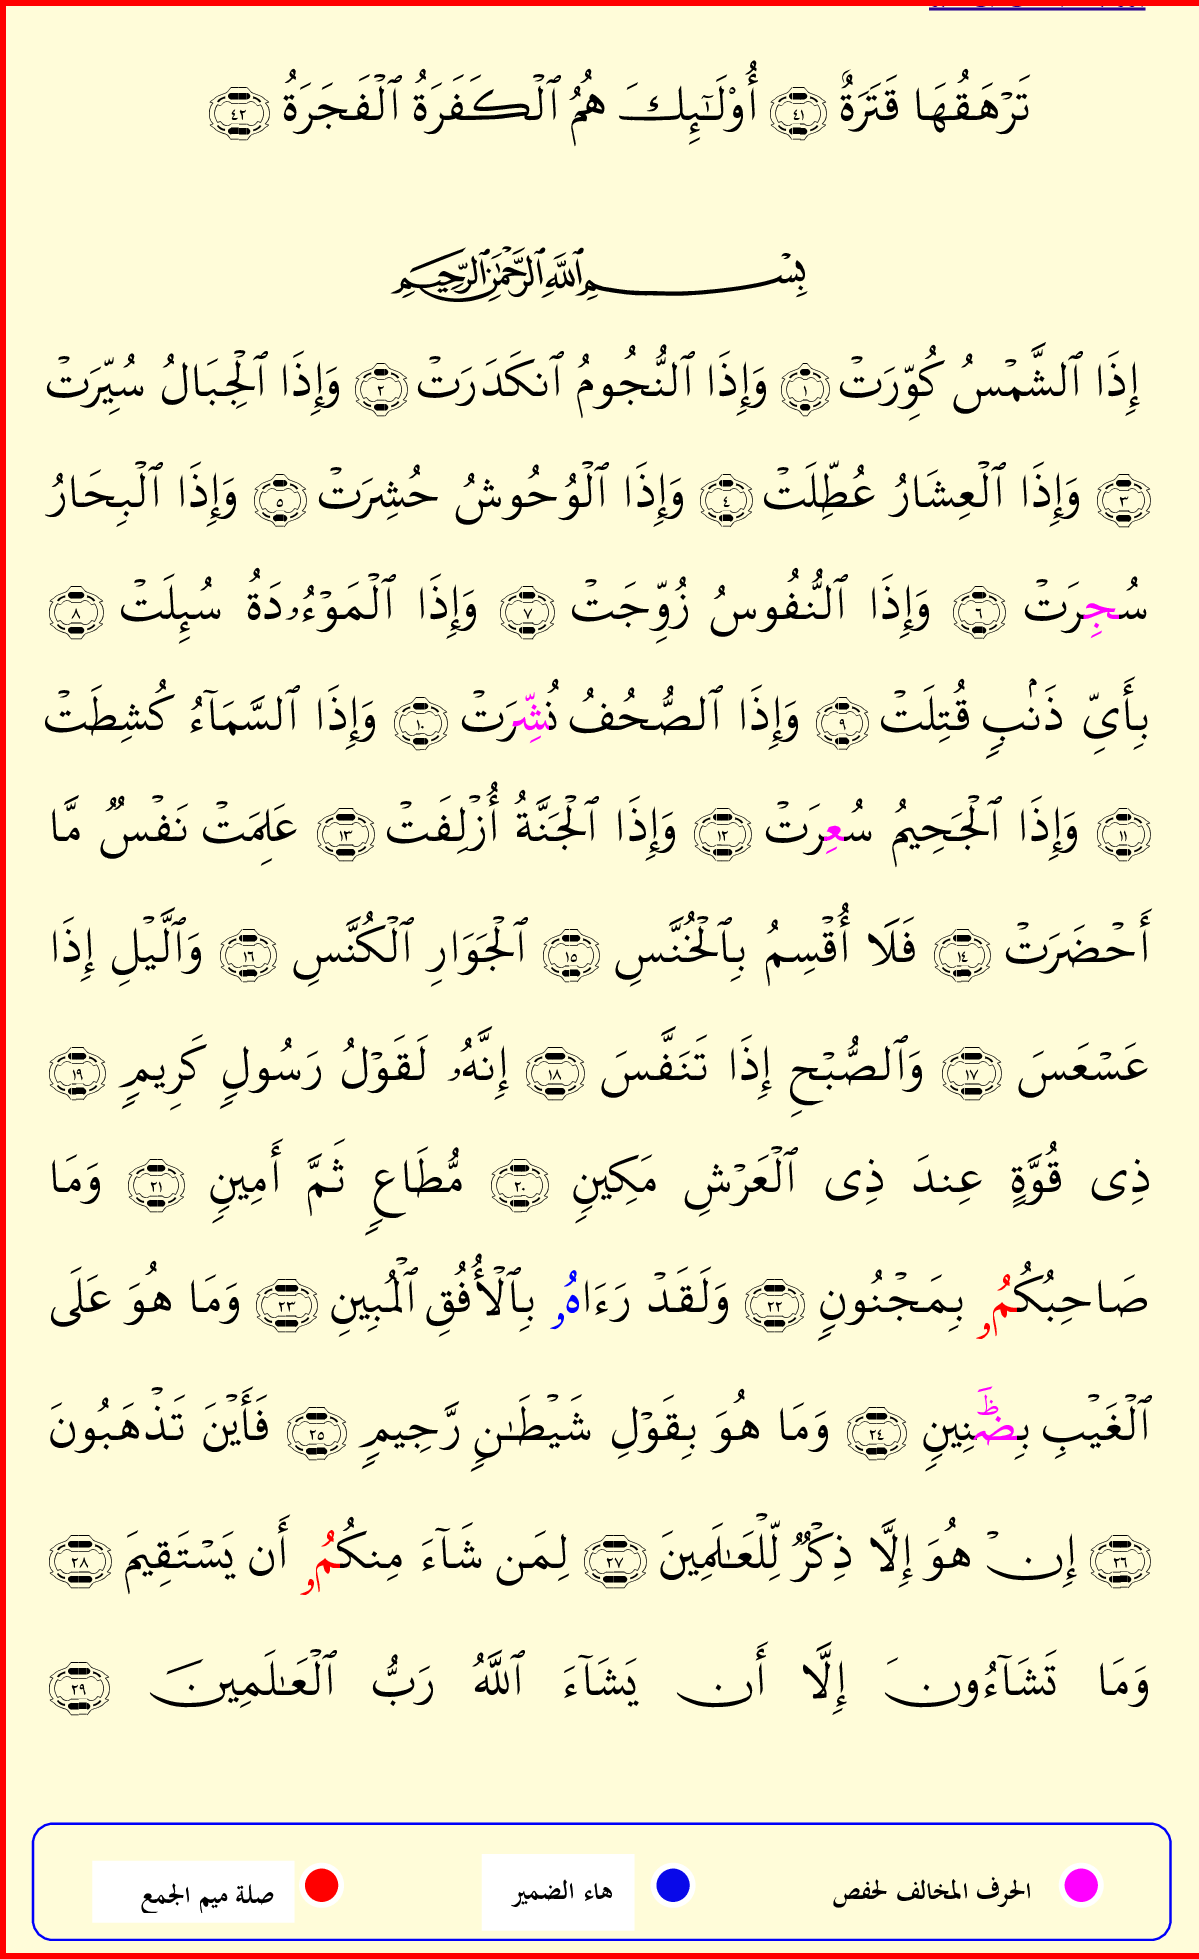 تَرْهَقُهَا قَتَرَةٌ ٤١ أُوْلَٰٓئِكَ هُمُ ٱلْكَفَرَةُ ٱلْفَجَرَةُ ٤٢
بِسْمِ ٱللَّهِ ٱلرَّحْمَٰنِ ٱلرَّحِيمِ
إِذَا ٱلشَّمْسُ كُوِّرَتْ ١ وَإِذَا ٱلنُّجُومُ ٱنكَدَرَتْ ٢ وَإِذَا ٱلْجِبَالُ سُيِّرَتْ
٣ وَإِذَا ٱلْعِشَارُ عُطِّلَتْ ٤ وَإِذَا ٱلْوُحُوشُ حُشِرَتْ ٥ وَإِذَا ٱلْبِحَارُ
سُجِرَتْ ٦ وَإِذَا ٱلنُّفُوسُ زُوِّجَتْ ٧ وَإِذَا ٱلْمَوْءُۥدَةُ سُئِلَتْ ٨
بِأَىِّ ذَنۢبٍ قُتِلَتْ ٩ وَإِذَا ٱلصُّحُفُ نُشِّرَتْ ١٠ وَإِذَا ٱلسَّمَآءُ كُشِطَتْ
١١ وَإِذَا ٱلْجَحِيمُ سُعِرَتْ ١٢ وَإِذَا ٱلْجَنَّةُ أُزْلِفَتْ ١٣ عَلِمَتْ نَفْسٌ مَّا
أَحْضَرَتْ ١٤ فَلَا أُقْسِمُ بِٱلْخُنَّسِ ١٥ ٱلْجَوَارِ ٱلْكُنَّسِ ١٦ وَٱلَّيْلِ إِذَا
عَسْعَسَ ١٧ وَٱلصُّبْحِ إِذَا تَنَفَّسَ ١٨ إِنَّهُۥ لَقَوْلُ رَسُولٍ كَرِيمٍ ١٩
ذِى قُوَّةٍ عِندَ ذِى ٱلْعَرْشِ مَكِينٍ ٢٠ مُّطَاعٍ ثَمَّ أَمِينٍ ٢١ وَمَا
صَاحِبُكُمُۥ بِمَجْنُونٍ ٢٢ وَلَقَدْ رَءَاهُۥ بِٱلْأُفُقِ ٱلْمُبِينِ ٢٣ وَمَا هُوَ عَلَى
ٱلْغَيْبِ بِضَنِينٍ ٢٤ وَمَا هُوَ بِقَوْلِ شَيْطَٰنٍ رَّجِيمٍ ٢٥ فَأَيْنَ تَذْهَبُونَ
٢٦ إِنْ هُوَ إِلَّا ذِكْرٌ لِّلْعَٰلَمِينَ ٢٧ لِمَن شَآءَ مِنكُمُۥ أَن يَسْتَقِيمَ ٢٨
وَمَا تَشَآءُونَ إِلَّا أَن يَشَآءَ ٱللَّهُ رَبُّ ٱلْعَٰلَمِينَ ٢٩
الحرف المخالف لحفص هاء الضمير صلة ميم الجمع